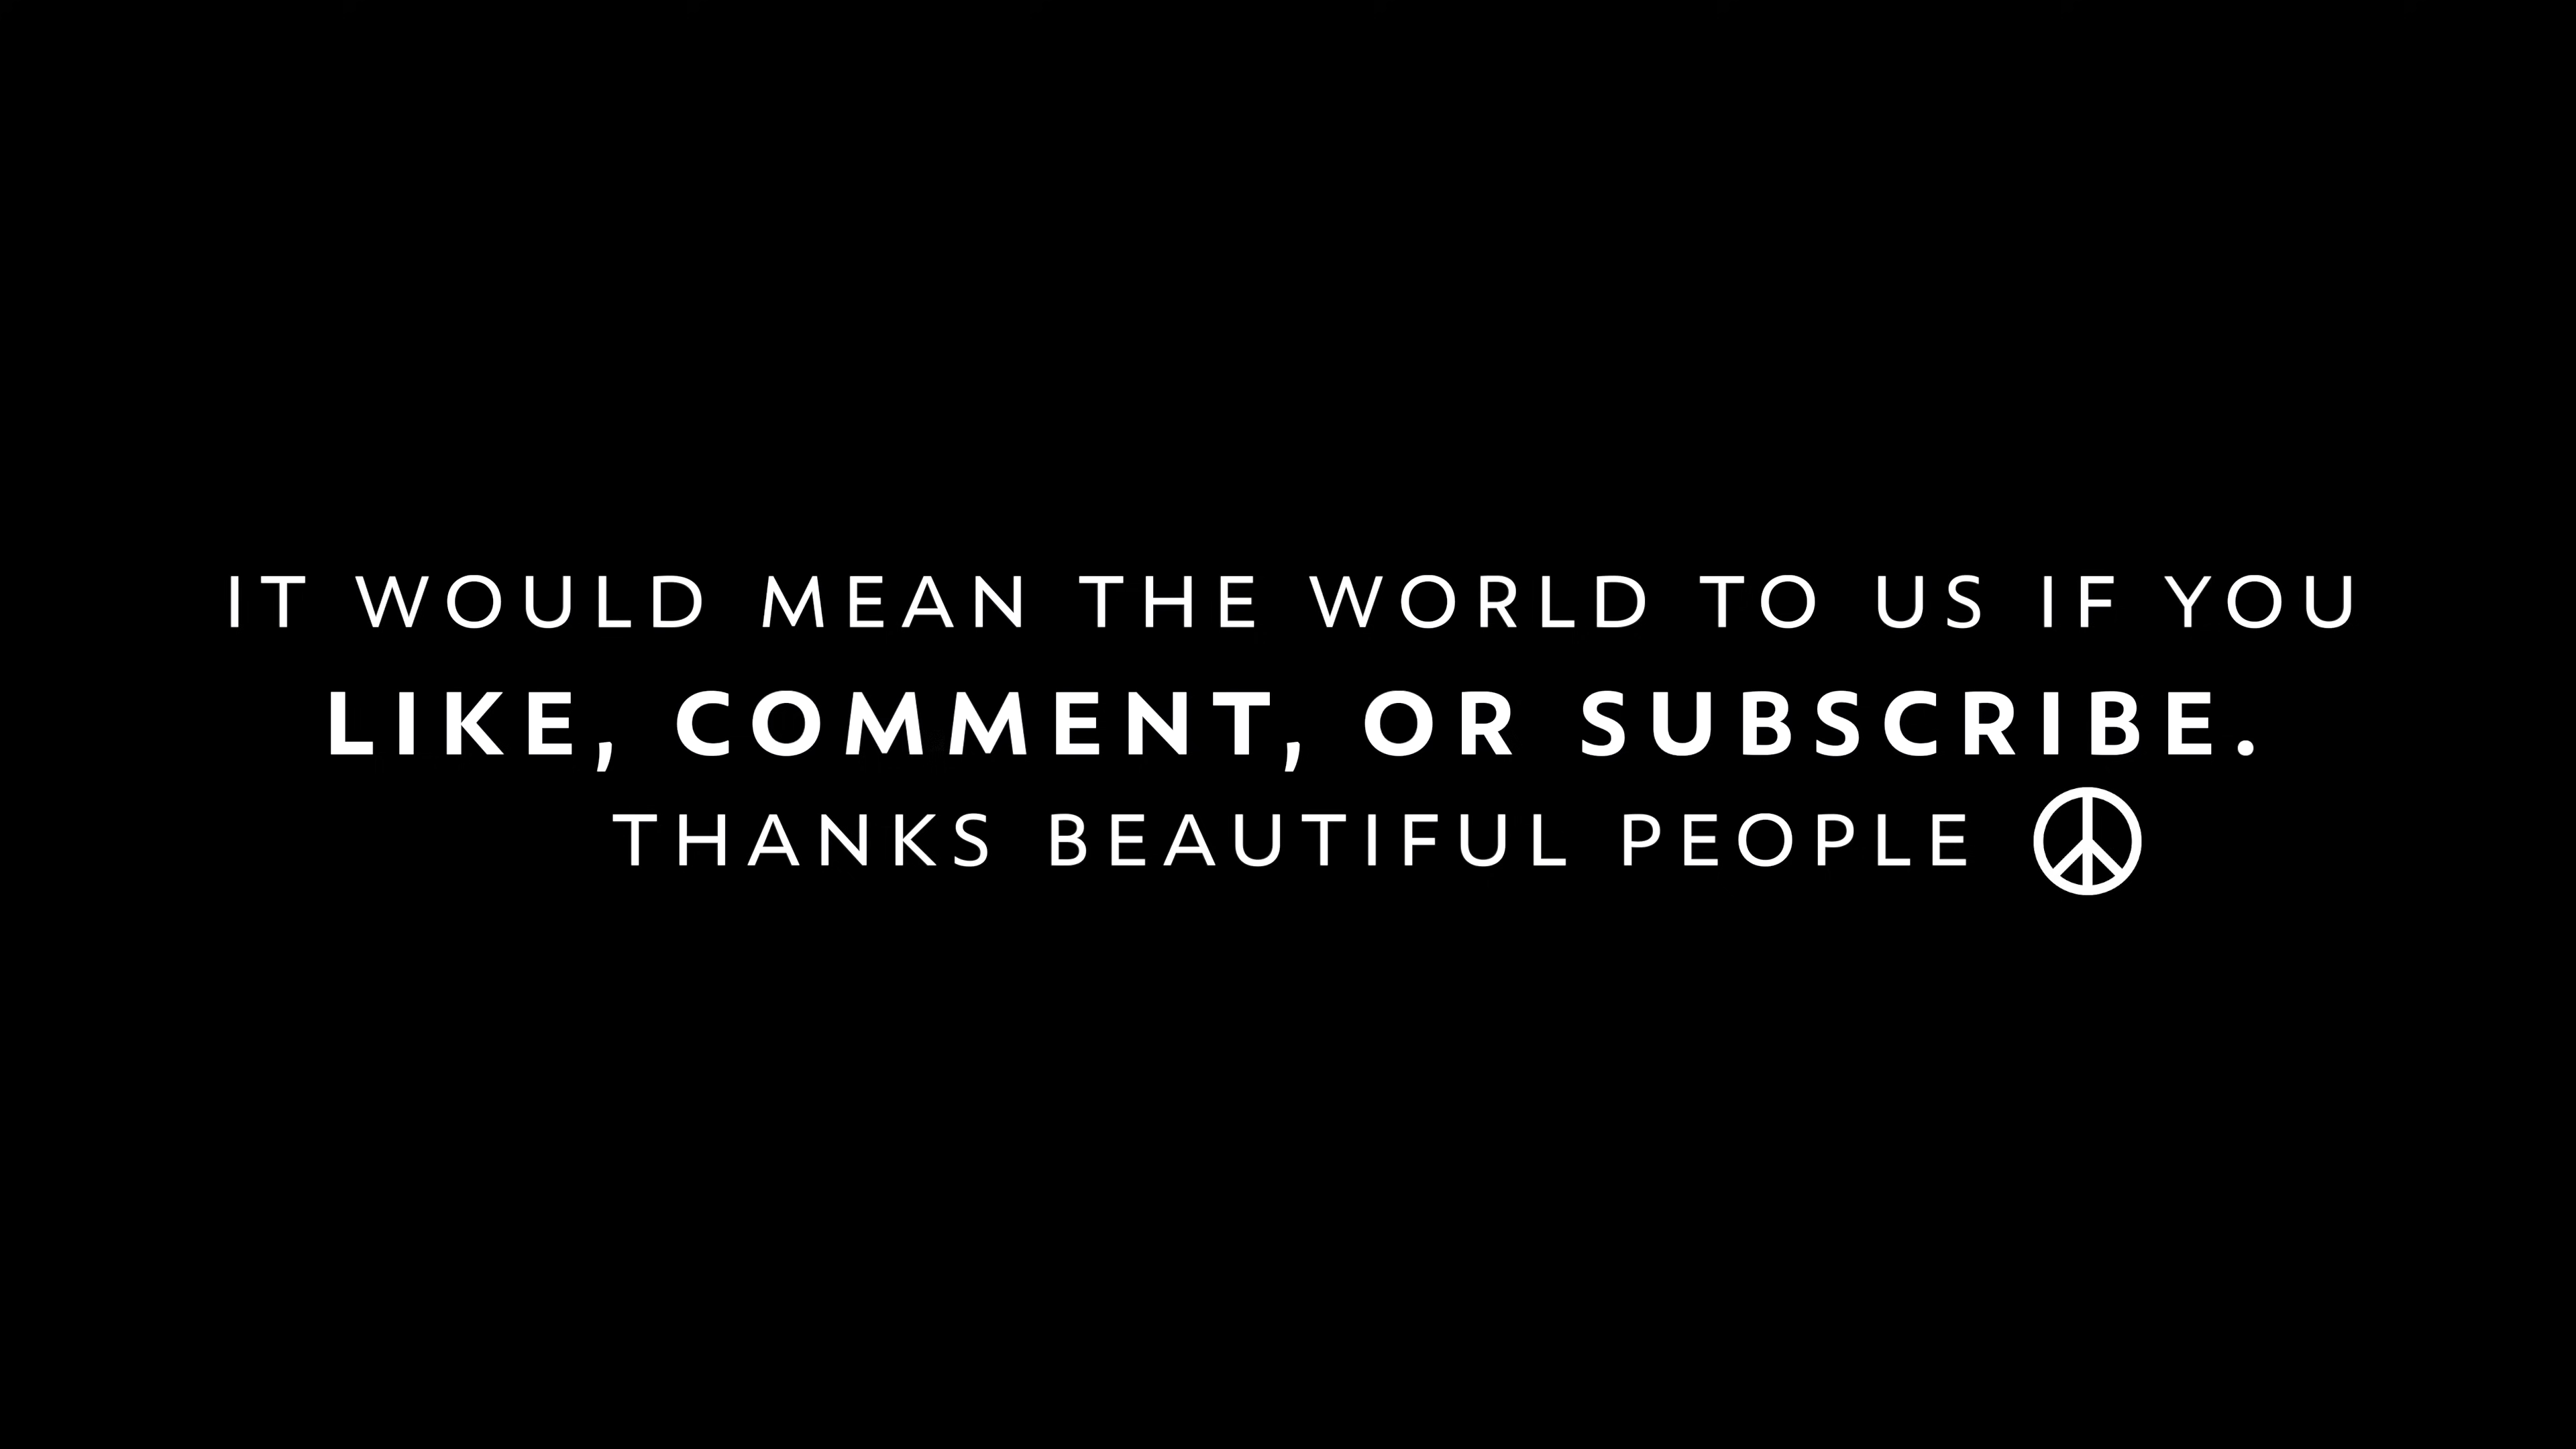 IT WOULD MEAN THE WORLD TO US IF YOU
LIKE, COMMENT, OR SUBSCRIBE.
THANKS BEAUTIFUL PEOPLE ☮